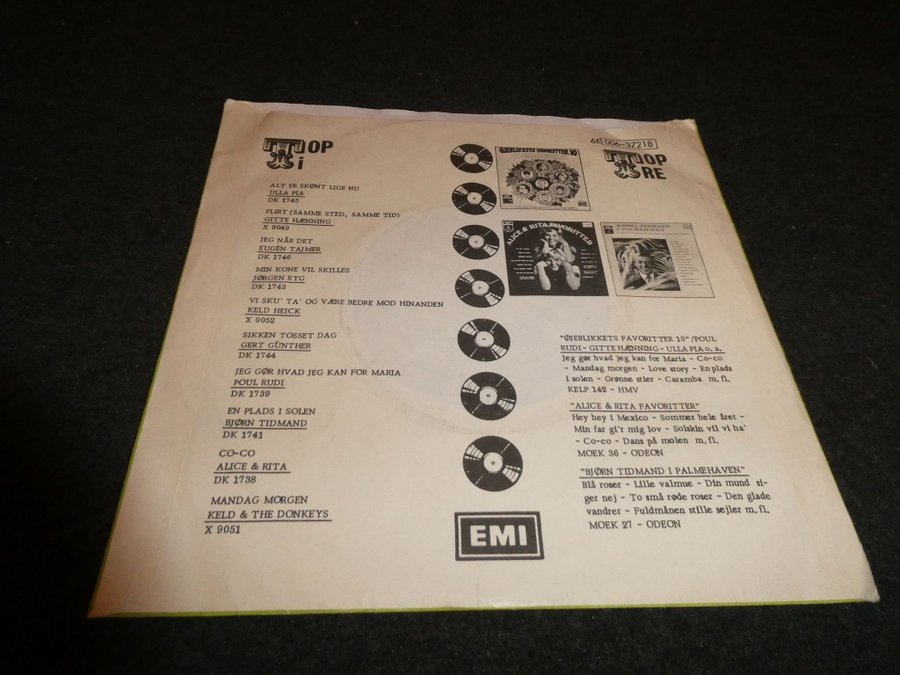 TOP
Ti
ALT ER SKØNT LIGE NU
ULLA PIA
DK 1745
FLIRT (SAMME STED, SAMME TID)
GITTE HÆNNING
X 9049
JEG NÅR DET
EUGÈN TAJMER
DK 1746
MIN KONE VIL SKILLES
JØRGEN RYG
DK 1743
VI SKU' TA' OG VÆRE BEDRE MOD HINANDEN
KELD HEICK
X 9052
SIKKEN TOSSET DAG
GERT GÜNTHER
DK 1744
JEG GØR HVAD JEG KAN FOR MARIA
POUL RUDI
DK 1739
EN PLADS I SOLEN
BJØRN TIDMAND
DK 1741
CO-CO
ALICE & RITA
DK 1738
MANDAG MORGEN
KELD & THE DONKEYS
X 9051
6E 006-37218
TOP
TRE
ØJEBLIKKETS FAVORITTER 10
ALICE & RITA FAVORITTER
BJØRN TIDMAND
I PALMEHAVEN
"ØJEBLIKKETS FAVORITTER 10"/POUL
RUDI - GITTE HÆNNING - ULLA PIA o. a.
Jeg gør hvad jeg kan for Maria - Co-co
- Mandag morgen - Love story - En plads
i solen - Grønne stier - Caramba m. fl.
KELP 142 - HMV
"ALICE & RITA FAVORITTER"
Hey hey i Mexico - Sommer hele året -
Min far gi'r mig lov - Solskin vil vi ha'
- Co-co - Dans på molen m. fl.
MOEK 36 - ODEON
"BJØRN TIDMAND I PALMEHAVEN"
Blå roser - Lille valmue - Din mund si-
ger nej - To små røde roser - Den glade
vandrer - Fuldmånen stille sejler m. fl.
MOEK 27 - ODEON
EMI